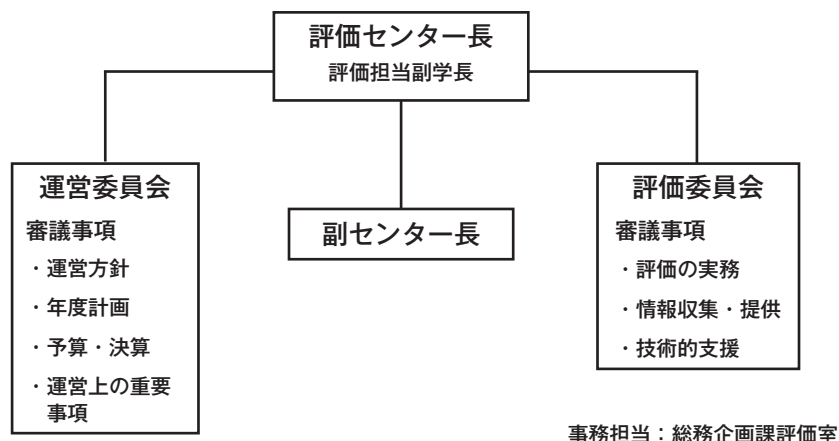 評価センター長
評価担当副学長
運営委員会
審議事項
・運営方針
・年度計画
・予算・決算
・運営上の重要
事項
副センター長
評価委員会
審議事項
・評価の実務
・情報収集・提供
・技術的支援
事務担当：総務企画課評価室